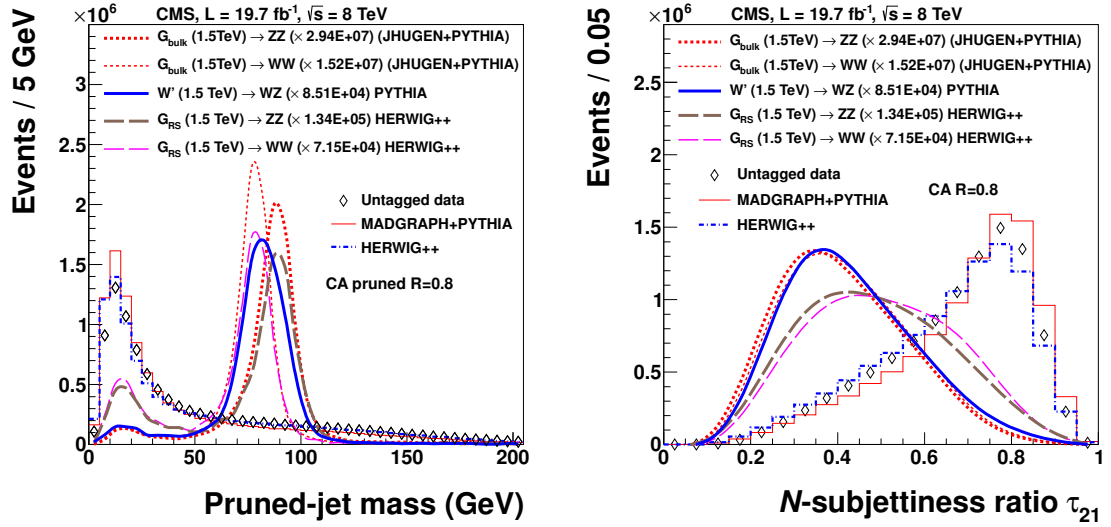 ×10⁶ CMS, L = 19.7 fb⁻¹, √s = 8 TeV
G_bulk (1.5TeV) → ZZ (× 2.94E+07) (JHUGEN+PYTHIA)
G_bulk (1.5TeV) → WW (× 1.52E+07) (JHUGEN+PYTHIA)
W' (1.5 TeV) → WZ (× 8.51E+04) PYTHIA
G_RS (1.5 TeV) → ZZ (× 1.34E+05) HERWIG++
G_RS (1.5 TeV) → WW (× 7.15E+04) HERWIG++
Untagged data
MADGRAPH+PYTHIA
HERWIG++
CA pruned R=0.8
Events / 5 GeV
3.5
3
2.5
2
1.5
1
0.5
0
0 50 100 150 200
Pruned-jet mass (GeV)
×10⁶ CMS, L = 19.7 fb⁻¹, √s = 8 TeV
G_bulk (1.5TeV) → ZZ (× 2.94E+07) (JHUGEN+PYTHIA)
G_bulk (1.5TeV) → WW (× 1.52E+07) (JHUGEN+PYTHIA)
W' (1.5 TeV) → WZ (× 8.51E+04) PYTHIA
G_RS (1.5 TeV) → ZZ (× 1.34E+05) HERWIG++
G_RS (1.5 TeV) → WW (× 7.15E+04) HERWIG++
Untagged data
CA R=0.8
MADGRAPH+PYTHIA
HERWIG++
Events / 0.05
3
2.5
2
1.5
1
0.5
0
0 0.2 0.4 0.6 0.8 1
N-subjettiness ratio τ₂₁